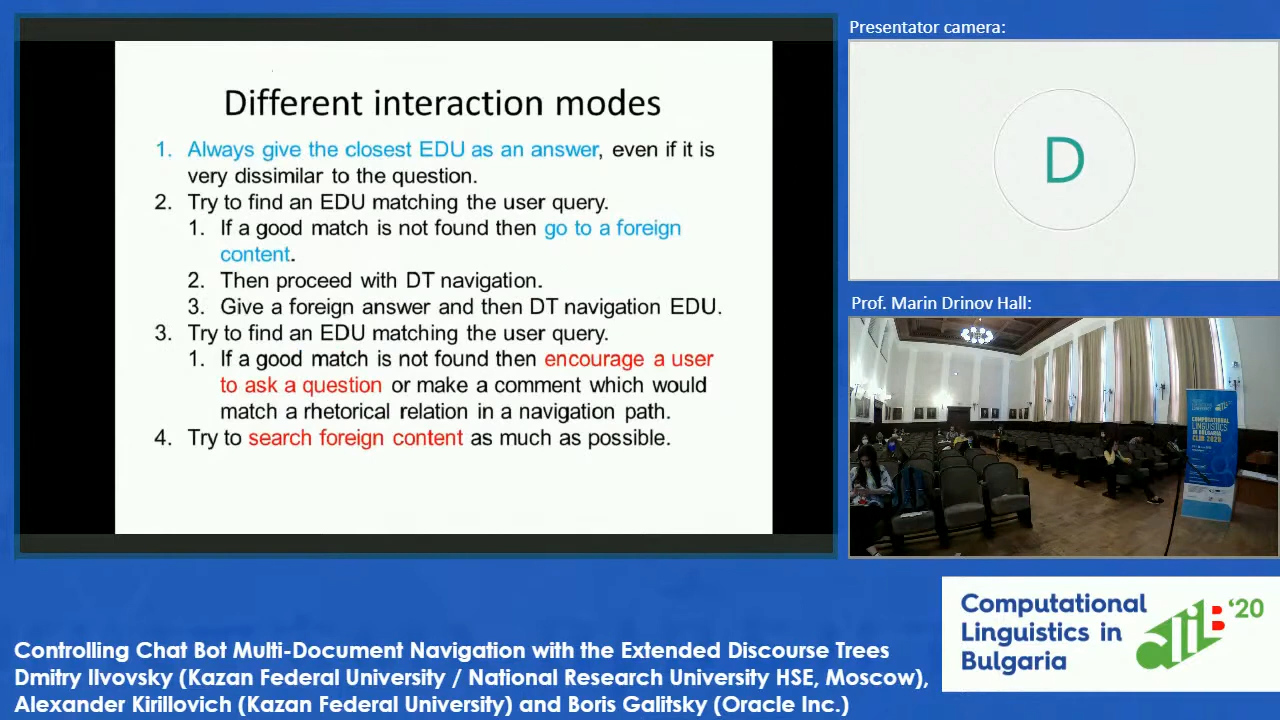 Different interaction modes
1. Always give the closest EDU as an answer, even if it is
very dissimilar to the question.
2. Try to find an EDU matching the user query.
1. If a good match is not found then go to a foreign
content.
2. Then proceed with DT navigation.
3. Give a foreign answer and then DT navigation EDU.
3. Try to find an EDU matching the user query.
1. If a good match is not found then encourage a user
to ask a question or make a comment which would
match a rhetorical relation in a navigation path.
4. Try to search foreign content as much as possible.
Presentator camera:
D
Prof. Marin Drinov Hall:
COMPUTATIONAL
LINGUISTICS
IN BULGARIA
CLIB 2020
Controlling Chat Bot Multi-Document Navigation with the Extended Discourse Trees
Dmitry Ilvovsky (Kazan Federal University / National Research University HSE, Moscow),
Alexander Kirillovich (Kazan Federal University) and Boris Galitsky (Oracle Inc.)
Computational
Linguistics in
Bulgaria
CLIB '20